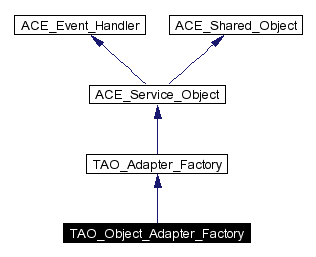 ACE_Event_Handler
ACE_Shared_Object
ACE_Service_Object
TAO_Adapter_Factory
TAO_Object_Adapter_Factory